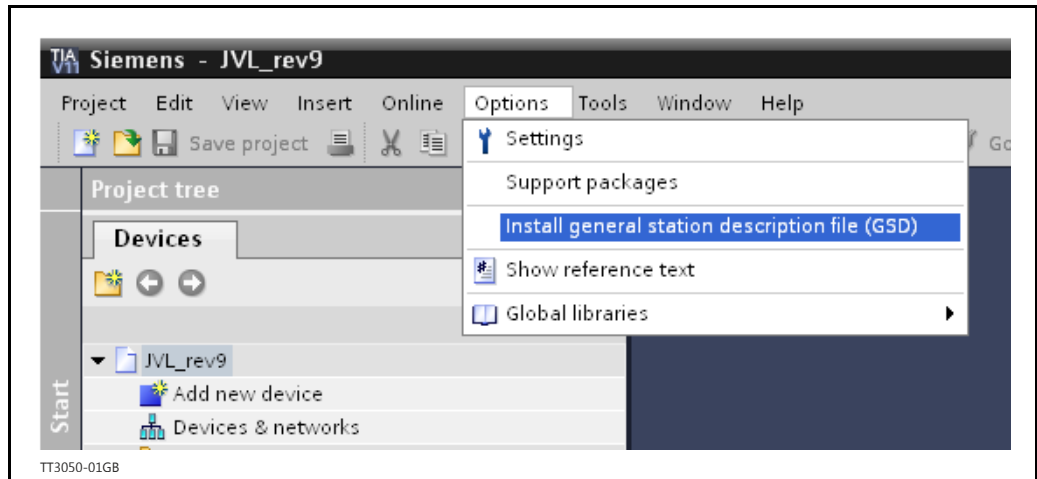 TIA V11 Siemens - JVL_rev9
Project Edit View Insert Online Options Tools Window Help
Save project
Settings
Support packages
Install general station description file (GSD)
Show reference text
Global libraries
Project tree
Devices
JVL_rev9
Add new device
Devices & networks
Start
TT3050-01GB